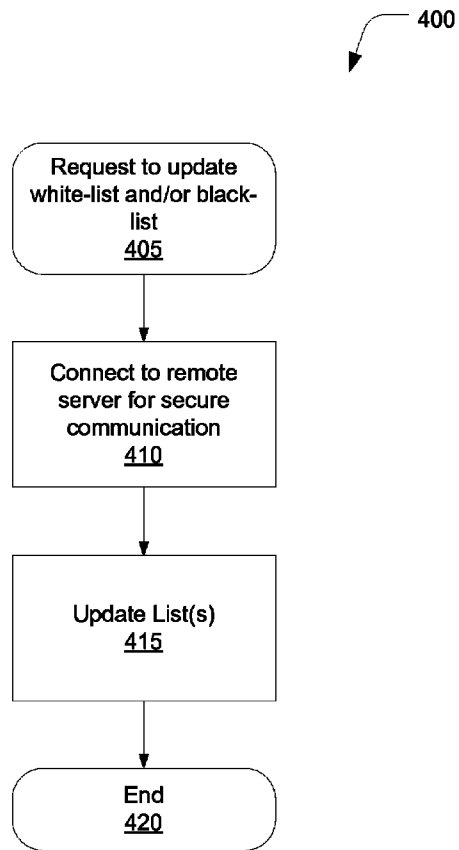 400
Request to update
white-list and/or black-
list
405
Connect to remote
server for secure
communication
410
Update List(s)
415
End
420